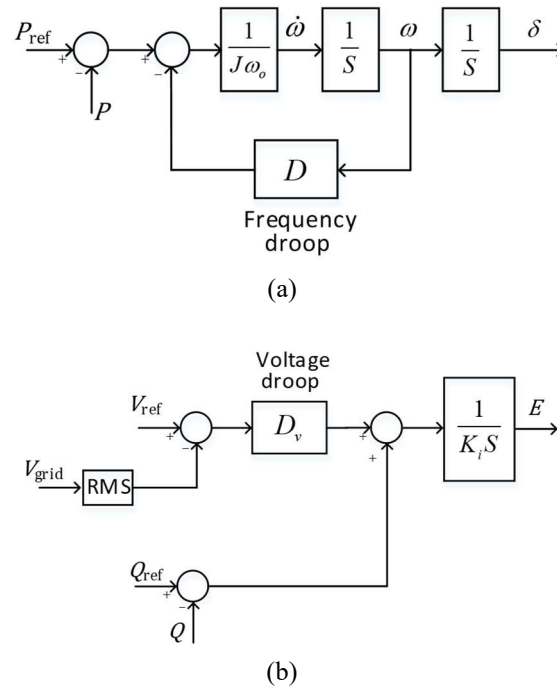 P_ref + − + − 1/(Jω_o) ω̇ 1/S ω 1/S δ
P
D
Frequency
droop
(a)
Voltage
droop
V_ref + − D_v + + 1/(K_i S) E
V_grid RMS
Q_ref + −
Q
(b)